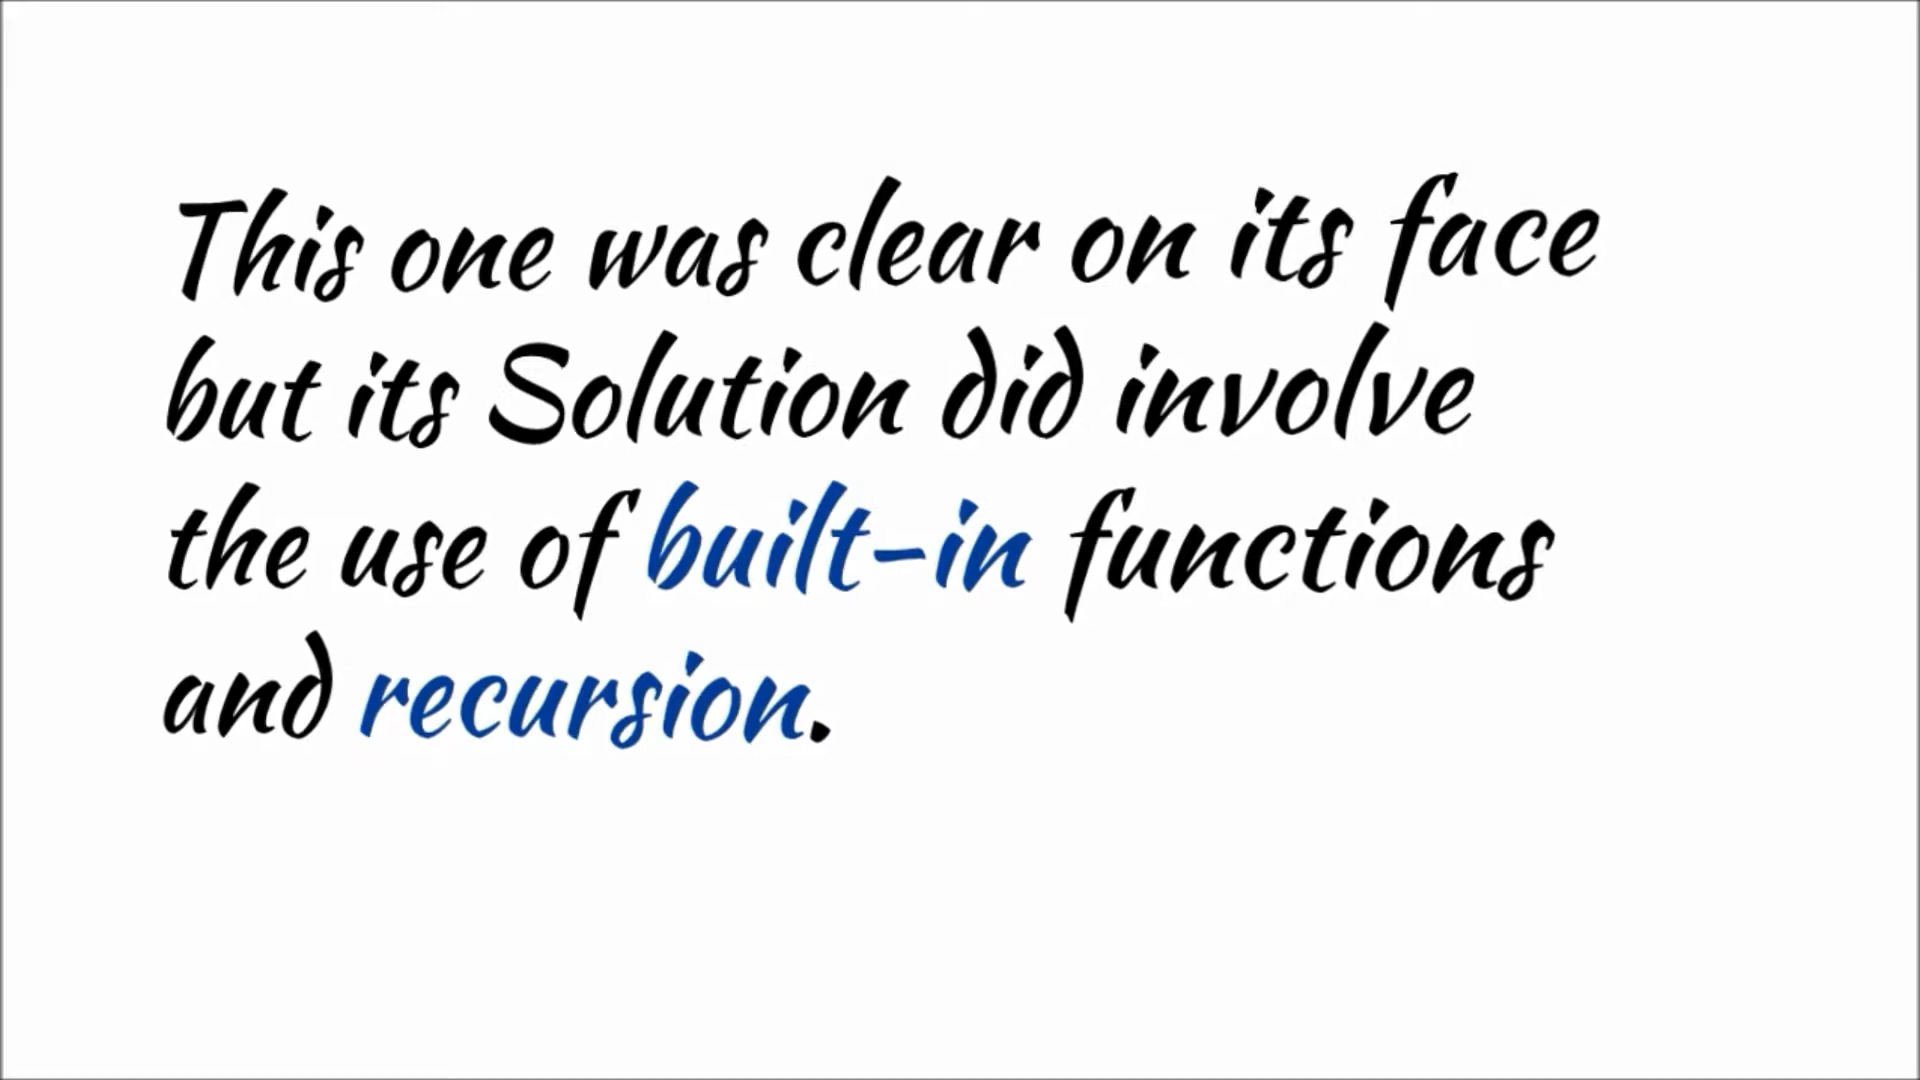 This one was clear on its face
but its Solution did involve
the use of built-in functions
and recursion.